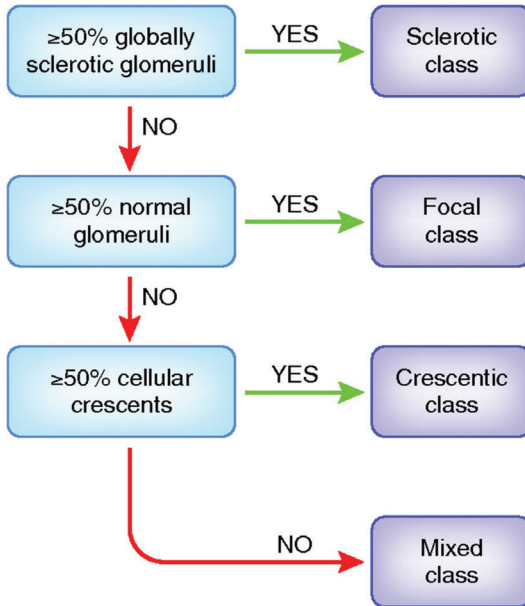 ≥50% globally
sclerotic glomeruli
YES
Sclerotic
class
NO
≥50% normal
glomeruli
YES
Focal
class
NO
≥50% cellular
crescents
YES
Crescentic
class
NO
Mixed
class